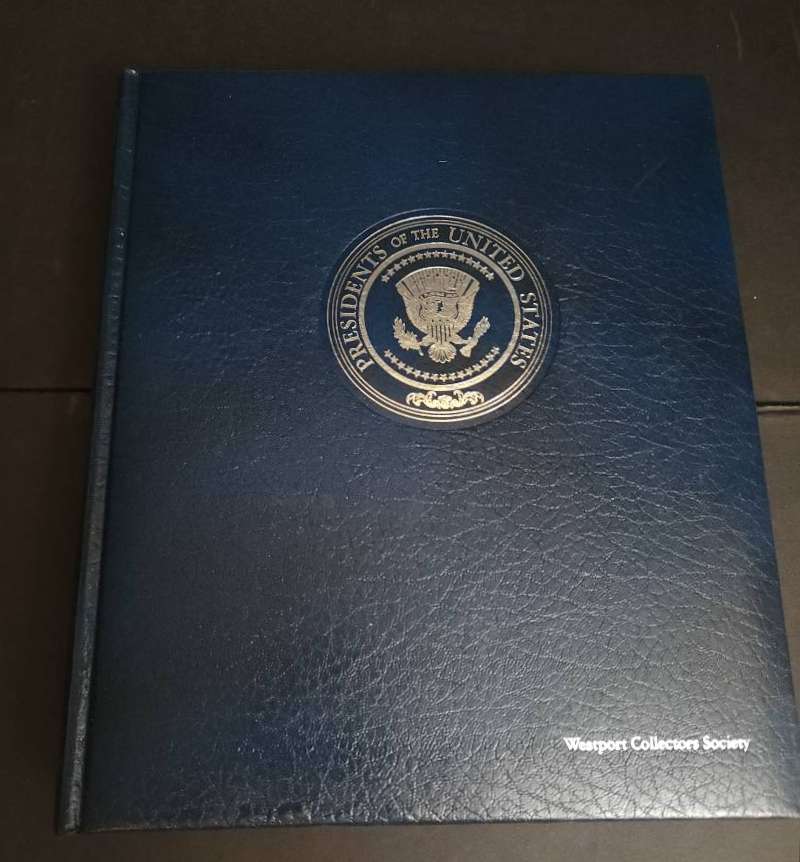 PRESIDENTS OF THE UNITED STATES
Westport Collectors Society